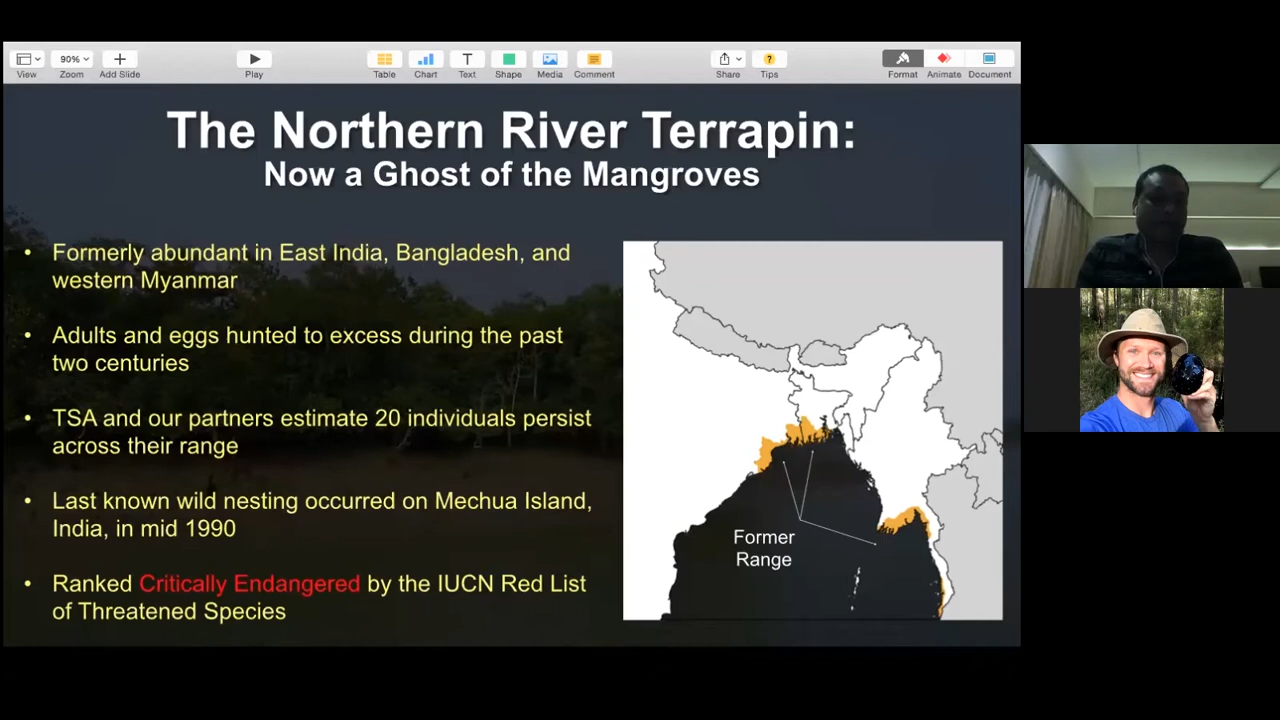 90%
View
Zoom
Add Slide
Play
Table
Chart
T
Text
Shape
Media
Comment
Share
?
Tips
Format
Animate
Document
The Northern River Terrapin:
Now a Ghost of the Mangroves
• Formerly abundant in East India, Bangladesh, and
western Myanmar
• Adults and eggs hunted to excess during the past
two centuries
• TSA and our partners estimate 20 individuals persist
across their range
• Last known wild nesting occurred on Mechua Island,
India, in mid 1990
• Ranked Critically Endangered by the IUCN Red List
of Threatened Species
Former
Range